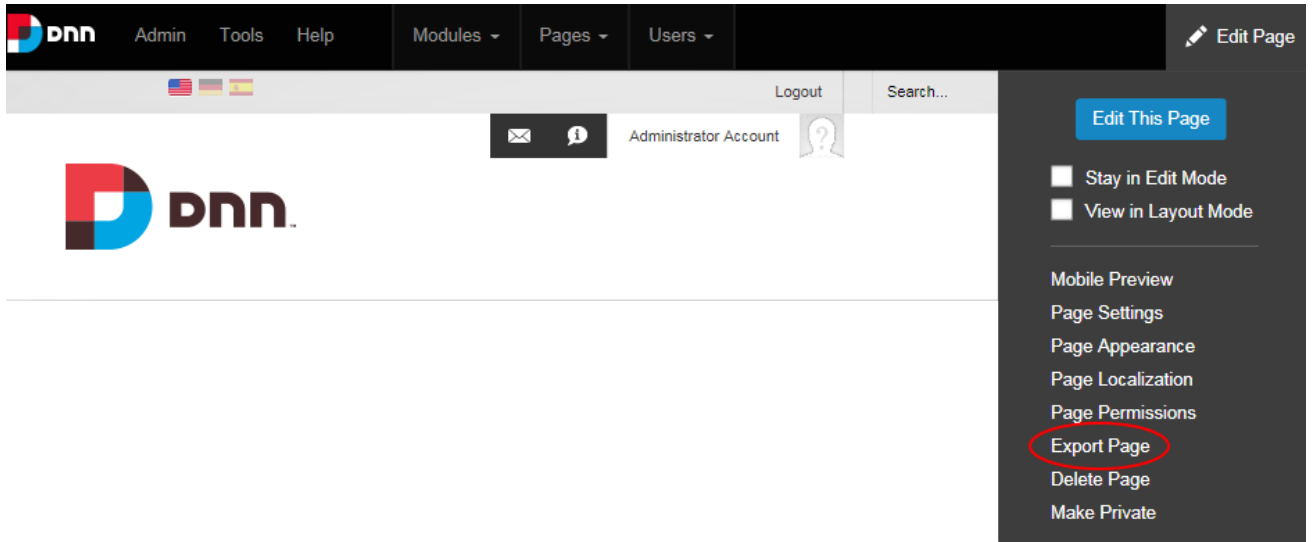 DNN Admin Tools Help Modules Pages Users Edit Page
Logout Search...
Edit This Page
Administrator Account
DNN
Stay in Edit Mode
View in Layout Mode
Mobile Preview
Page Settings
Page Appearance
Page Localization
Page Permissions
Export Page
Delete Page
Make Private